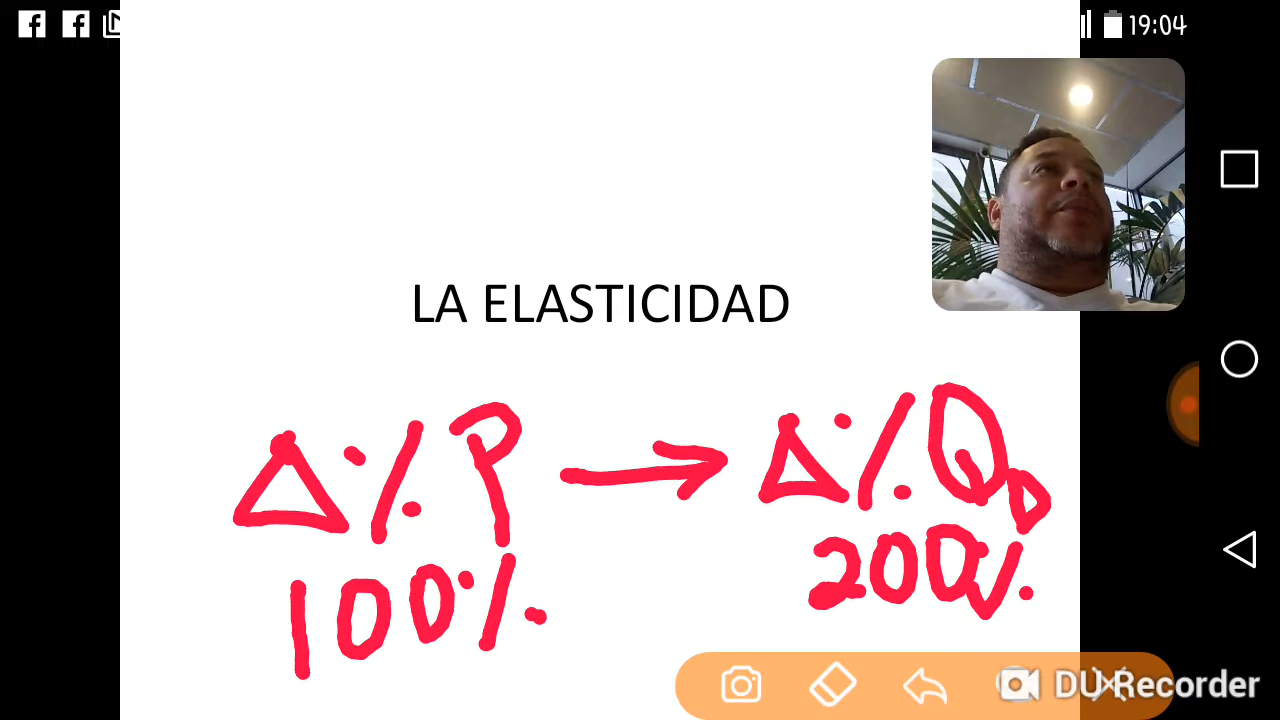 19:04
LA ELASTICIDAD
Δ%P → Δ%QD
100% 200%
DU Recorder